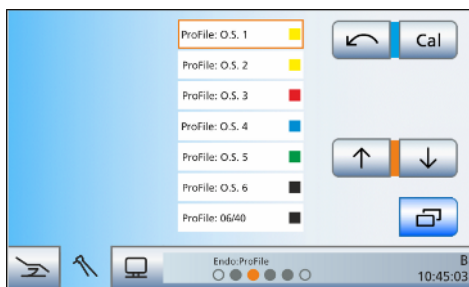 ProFile: O.S. 1
Cal
ProFile: O.S. 2
ProFile: O.S. 3
ProFile: O.S. 4
ProFile: O.S. 5
ProFile: O.S. 6
ProFile: 06/40
Endo:ProFile
B
10:45:03